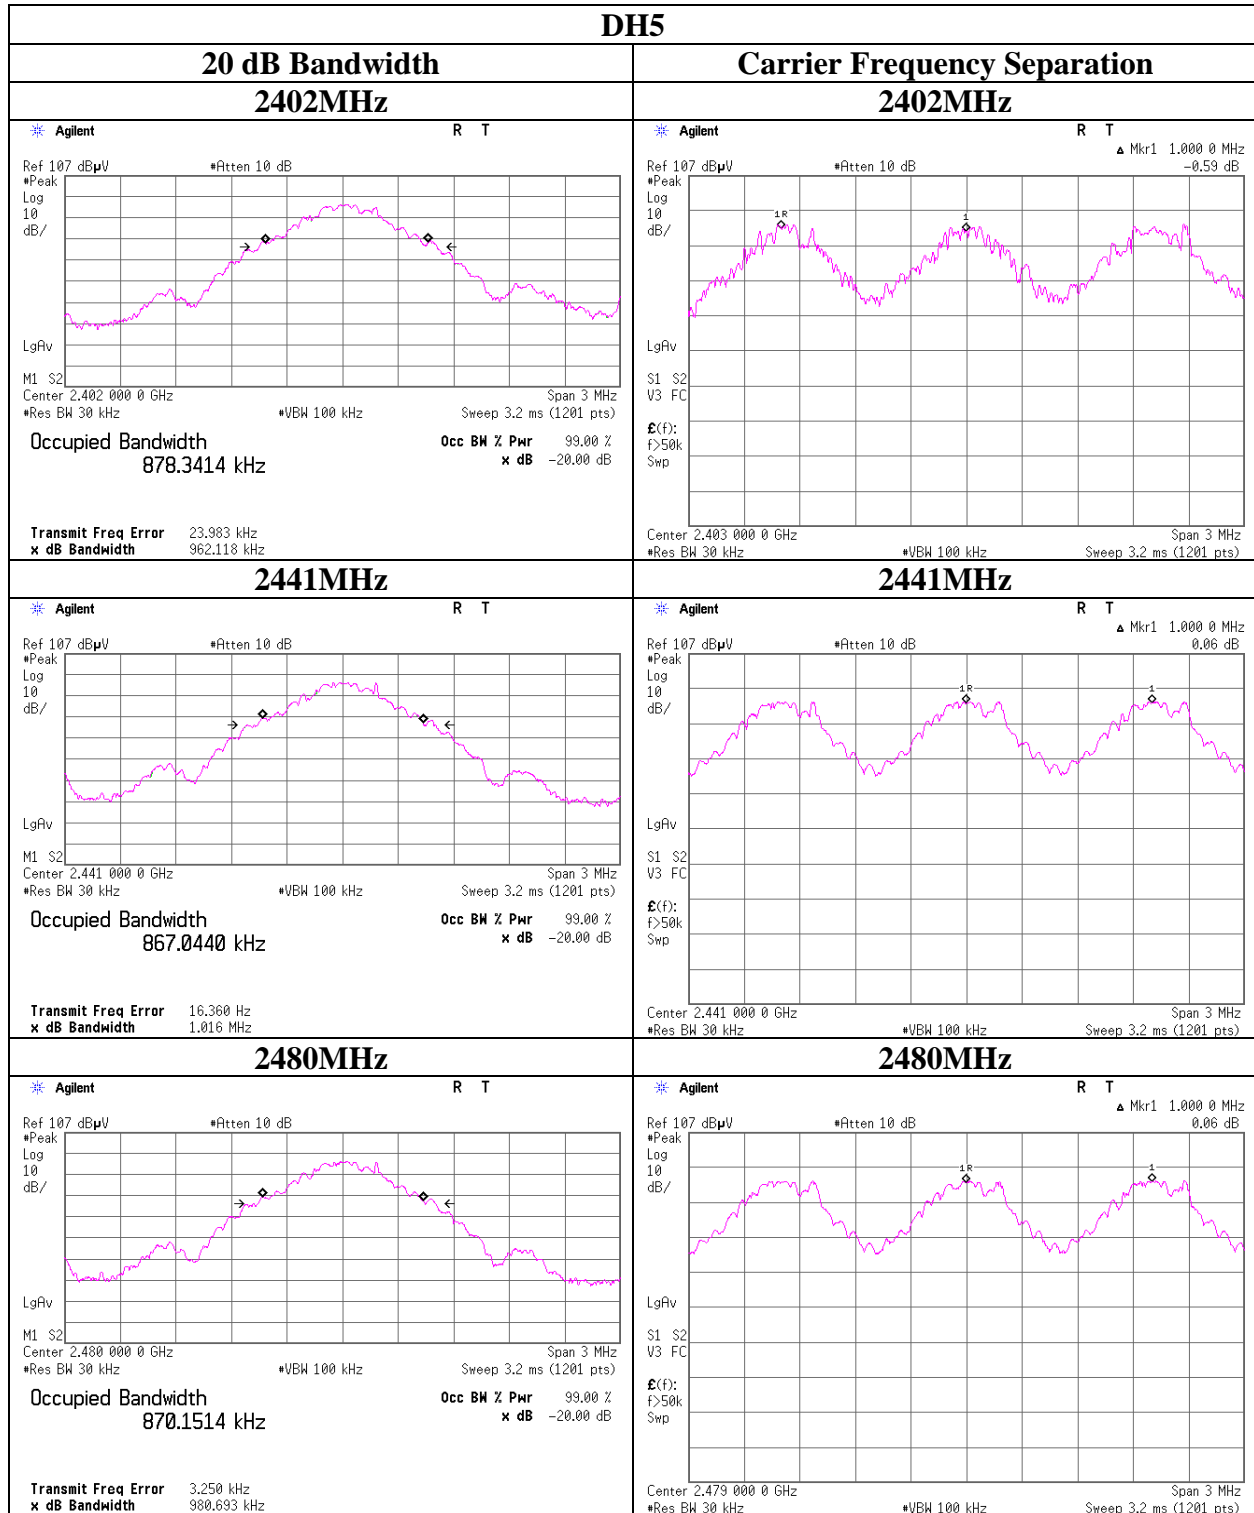 DH5
20 dB Bandwidth
Carrier Frequency Separation
2402MHz
2402MHz
Agilent
R T
Ref 107 dBµV
#Atten 10 dB
#Peak
Log
10
dB/
LgAv
M1 S2
Center 2.402 000 0 GHz
Span 3 MHz
#Res BW 30 kHz
#VBW 100 kHz
Sweep 3.2 ms (1201 pts)
Occupied Bandwidth
878.3414 kHz
Occ BW % Pwr 99.00 %
x dB -20.00 dB
Transmit Freq Error 23.983 kHz
x dB Bandwidth 962.118 kHz
Agilent
R T
Δ Mkr1 1.000 0 MHz
Ref 107 dBµV
#Atten 10 dB
-0.59 dB
#Peak
Log
10
dB/
1R
1
LgAv
S1 S2
V3 FC
£(f):
f>50k
Swp
Center 2.403 000 0 GHz
Span 3 MHz
#Res BW 30 kHz
#VBW 100 kHz
Sweep 3.2 ms (1201 pts)
2441MHz
2441MHz
Agilent
R T
Ref 107 dBµV
#Atten 10 dB
#Peak
Log
10
dB/
LgAv
M1 S2
Center 2.441 000 0 GHz
Span 3 MHz
#Res BW 30 kHz
#VBW 100 kHz
Sweep 3.2 ms (1201 pts)
Occupied Bandwidth
867.0440 kHz
Occ BW % Pwr 99.00 %
x dB -20.00 dB
Transmit Freq Error 16.360 Hz
x dB Bandwidth 1.016 MHz
Agilent
R T
Δ Mkr1 1.000 0 MHz
Ref 107 dBµV
#Atten 10 dB
0.06 dB
#Peak
Log
10
dB/
1R
1
LgAv
S1 S2
V3 FC
£(f):
f>50k
Swp
Center 2.441 000 0 GHz
Span 3 MHz
#Res BW 30 kHz
#VBW 100 kHz
Sweep 3.2 ms (1201 pts)
2480MHz
2480MHz
Agilent
R T
Ref 107 dBµV
#Atten 10 dB
#Peak
Log
10
dB/
LgAv
M1 S2
Center 2.480 000 0 GHz
Span 3 MHz
#Res BW 30 kHz
#VBW 100 kHz
Sweep 3.2 ms (1201 pts)
Occupied Bandwidth
870.1514 kHz
Occ BW % Pwr 99.00 %
x dB -20.00 dB
Transmit Freq Error 3.250 kHz
x dB Bandwidth 980.693 kHz
Agilent
R T
Δ Mkr1 1.000 0 MHz
Ref 107 dBµV
#Atten 10 dB
0.06 dB
#Peak
Log
10
dB/
1R
1
LgAv
S1 S2
V3 FC
£(f):
f>50k
Swp
Center 2.479 000 0 GHz
Span 3 MHz
#Res BW 30 kHz
#VBW 100 kHz
Sweep 3.2 ms (1201 pts)